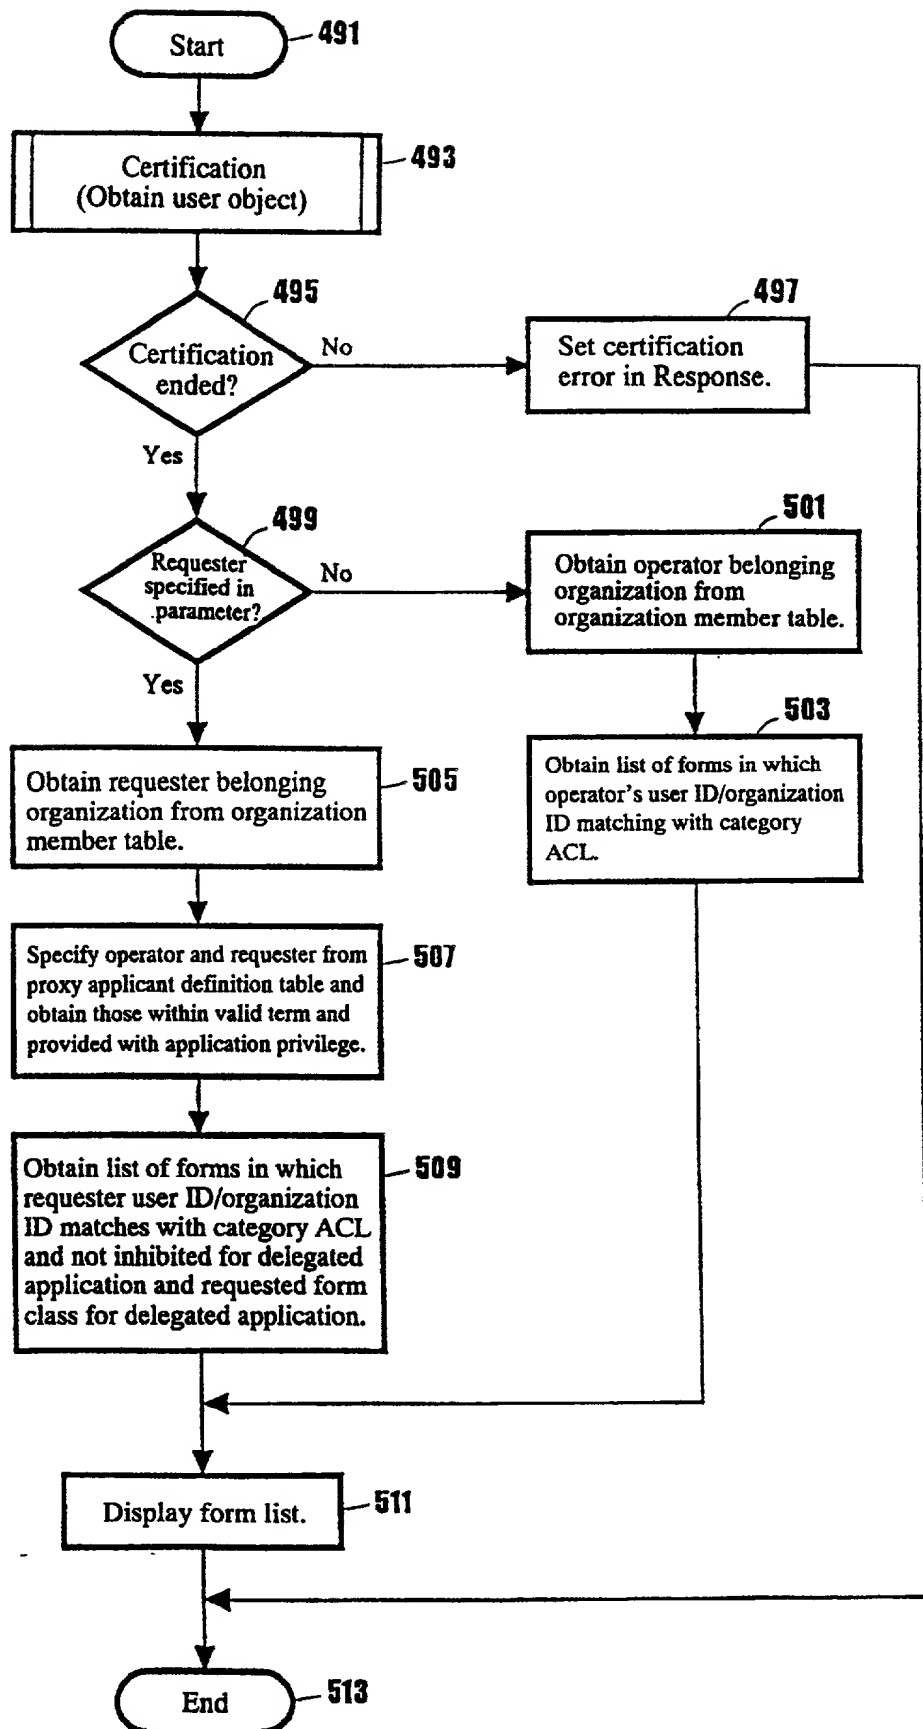 Start
491
Certification
(Obtain user object)
493
495
Certification
ended?
No
Yes
497
Set certification
error in Response.
499
Requester
specified in
.parameter?
No
Yes
501
Obtain operator belonging
organization from
organization member table.
503
Obtain list of forms in which
operator's user ID/organization
ID matching with category
ACL.
Obtain requester belonging
organization from organization
member table.
505
Specify operator and requester from
proxy applicant definition table and
obtain those within valid term and
provided with application privilege.
507
Obtain list of forms in which
requester user ID/organization
ID matches with category ACL
and not inhibited for delegated
application and requested form
class for delegated application.
509
Display form list.
511
End
513